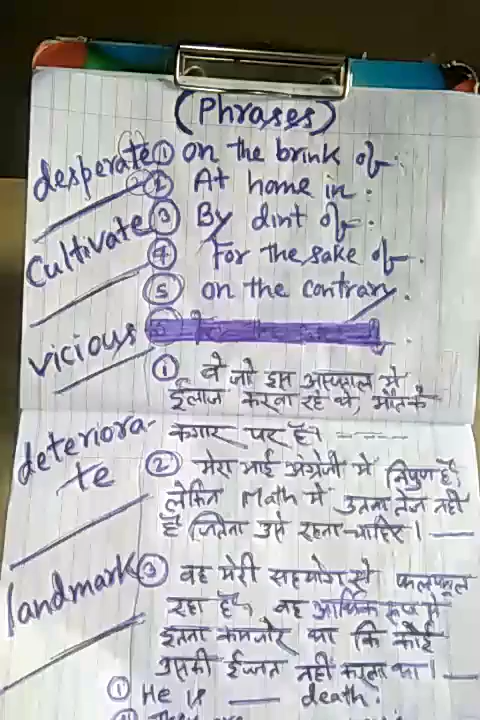 (Phrases)
desperate
① on the brink of :
② At home in :
Cultivate
③ By dint of :
④ For the sake of
⑤ on the contrary.
vicious
① वे जो इस अस्पताल में
ईलाज करवा रहे थे, मौत के
कगार पर हैं। -----
deteriora-
te
② मेरा भाई अंग्रेजी में निपुण है,
लेकिन Math में उतना तेज नहीं
है जितना उसे रहना चाहिए। —
landmark
③ वह मेरी सहयोग से फलफूल
रहा है, वह आर्थिक रूप से
इतना कमजोर था कि कोई
उसकी ईज्जत नहीं करता था। —
① He is — death.